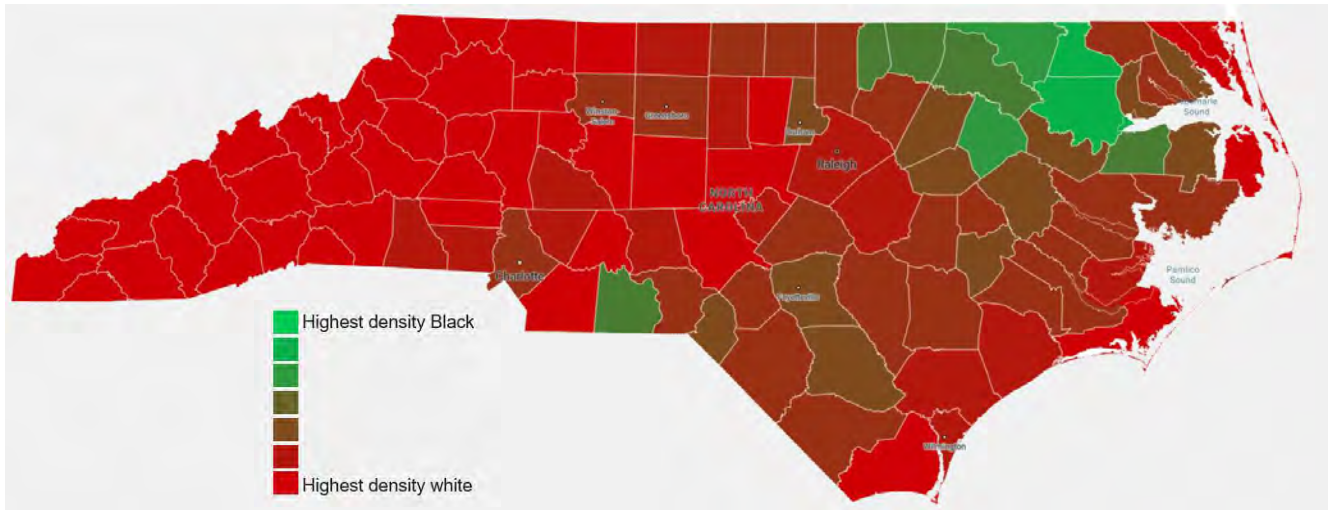 Winston-
Salem
Greensboro
Durham
Raleigh
NORTH
CAROLINA
Albemarle
Sound
Charlotte
Fayetteville
Pamlico
Sound
Wilmington
Highest density Black
Highest density white